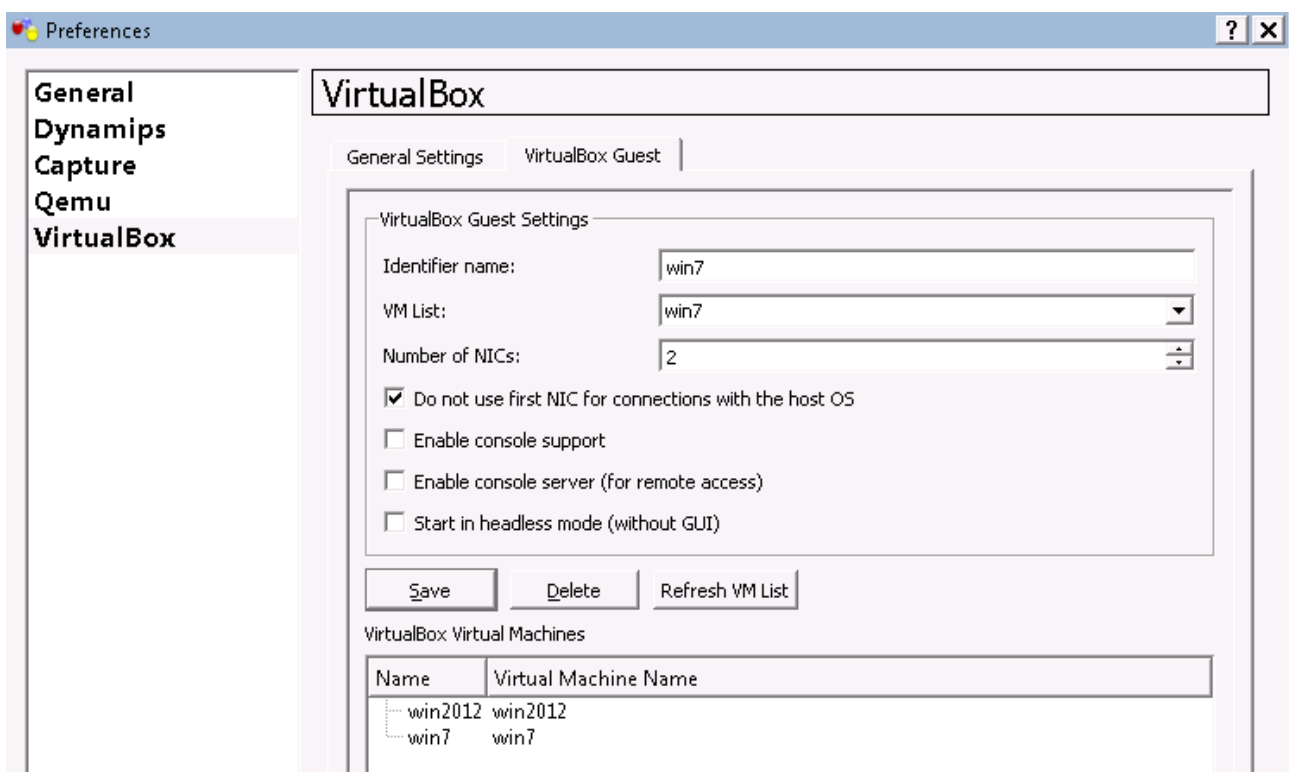 Preferences
General
Dynamips
Capture
Qemu
VirtualBox
VirtualBox
General Settings VirtualBox Guest
VirtualBox Guest Settings
Identifier name: win7
VM List: win7
Number of NICs: 2
Do not use first NIC for connections with the host OS
Enable console support
Enable console server (for remote access)
Start in headless mode (without GUI)
Save Delete Refresh VM List
VirtualBox Virtual Machines
Name Virtual Machine Name
win2012 win2012
win7 win7